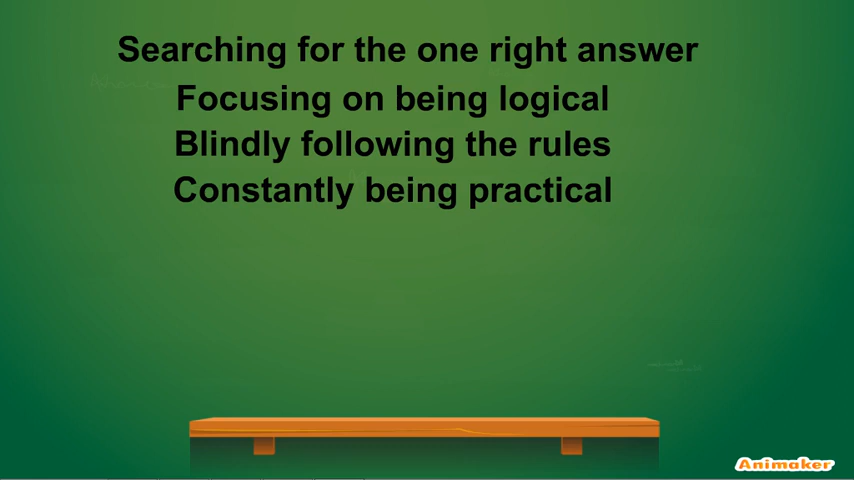 Searching for the one right answer
Focusing on being logical
Blindly following the rules
Constantly being practical
Animaker